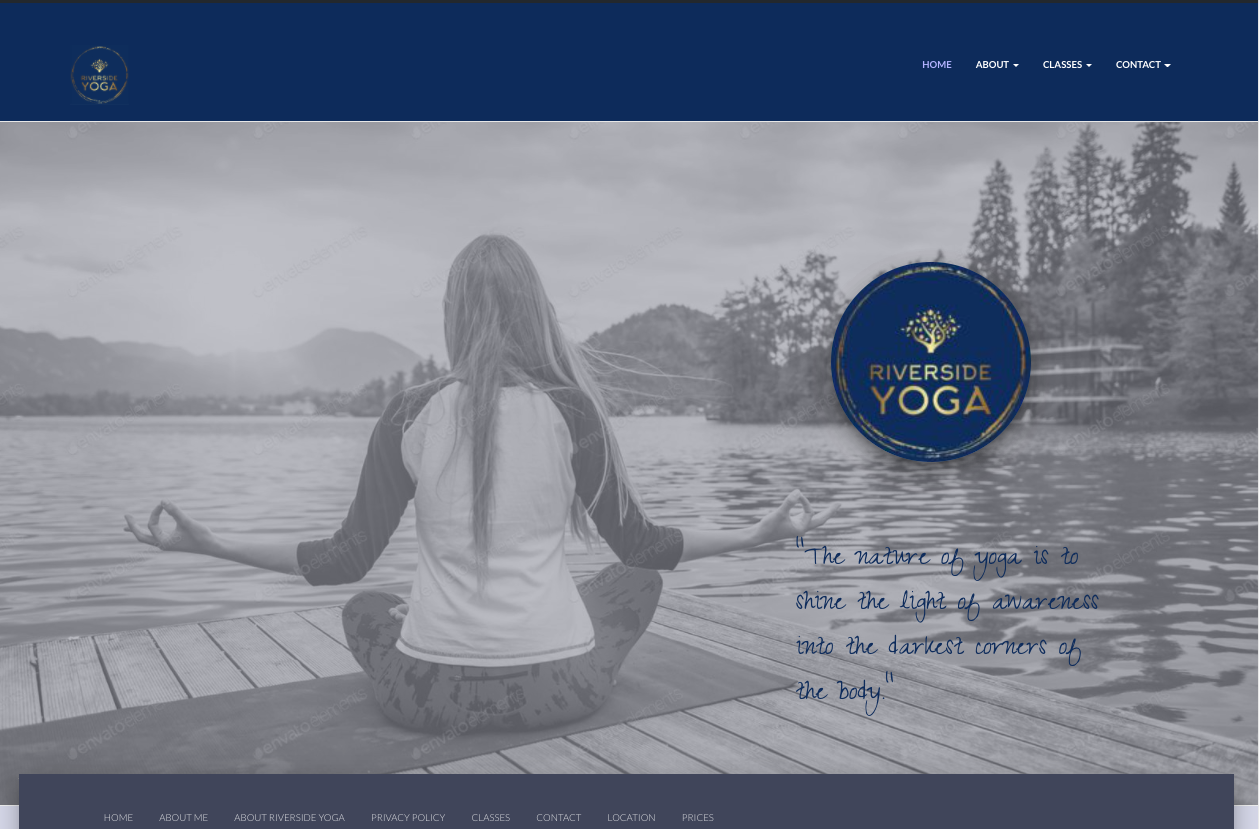 RIVERSIDE
YOGA
HOME ABOUT CLASSES CONTACT
envatoelements
RIVERSIDE
YOGA
"The nature of yoga is to
shine the light of awareness
into the darkest corners of
the body."
HOME ABOUT ME ABOUT RIVERSIDE YOGA PRIVACY POLICY CLASSES CONTACT LOCATION PRICES